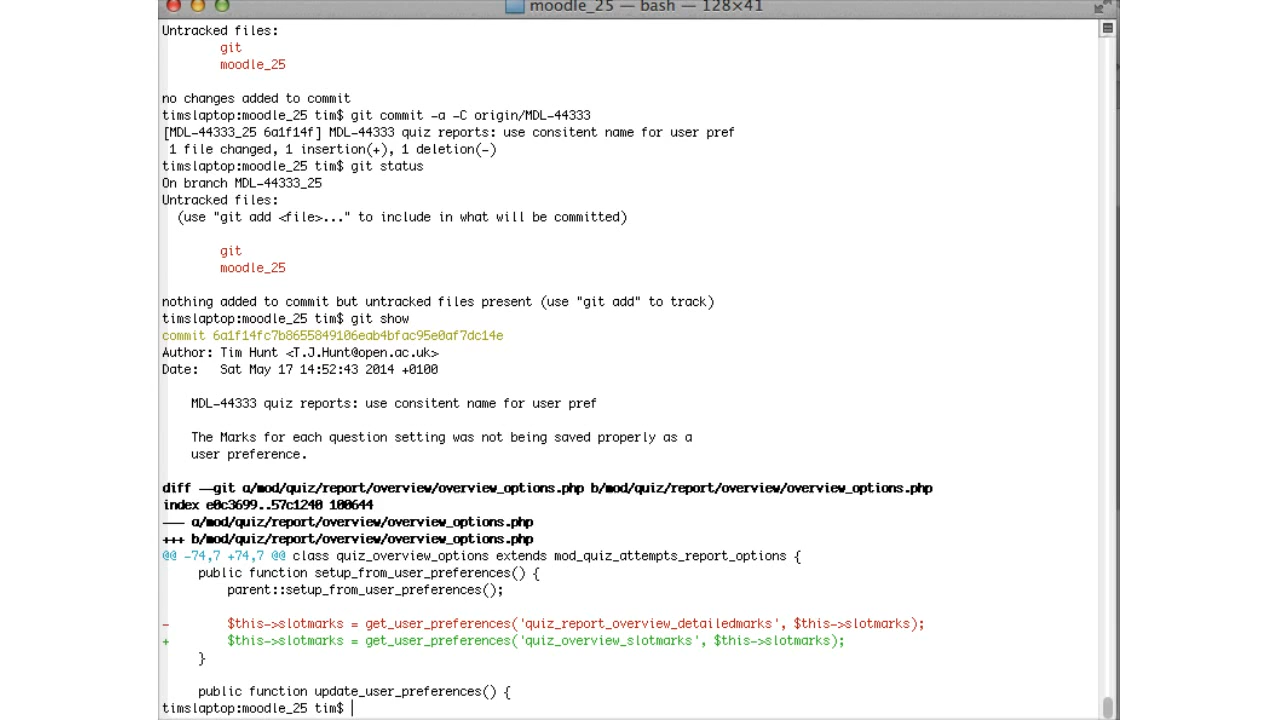 moodle_25 — bash — 128×41
Untracked files:
git
moodle_25
no changes added to commit
timslaptop:moodle_25 tim$ git commit -a -C origin/MDL-44333
[MDL-44333_25 6a1f14f] MDL-44333 quiz reports: use consitent name for user pref
1 file changed, 1 insertion(+), 1 deletion(-)
timslaptop:moodle_25 tim$ git status
On branch MDL-44333_25
Untracked files:
(use "git add <file>..." to include in what will be committed)
git
moodle_25
nothing added to commit but untracked files present (use "git add" to track)
timslaptop:moodle_25 tim$ git show
commit 6a1f14fc7b8655849106eab4bfac95e0af7dc14e
Author: Tim Hunt <T.J.Hunt@open.ac.uk>
Date:   Sat May 17 14:52:43 2014 +0100
MDL-44333 quiz reports: use consitent name for user pref
The Marks for each question setting was not being saved properly as a
user preference.
diff --git a/mod/quiz/report/overview/overview_options.php b/mod/quiz/report/overview/overview_options.php
index e0c3699..57c1240 100644
--- a/mod/quiz/report/overview/overview_options.php
+++ b/mod/quiz/report/overview/overview_options.php
@@ -74,7 +74,7 @@ class quiz_overview_options extends mod_quiz_attempts_report_options {
public function setup_from_user_preferences() {
parent::setup_from_user_preferences();
-        $this->slotmarks = get_user_preferences('quiz_report_overview_detailedmarks', $this->slotmarks);
+        $this->slotmarks = get_user_preferences('quiz_overview_slotmarks', $this->slotmarks);
}
public function update_user_preferences() {
timslaptop:moodle_25 tim$